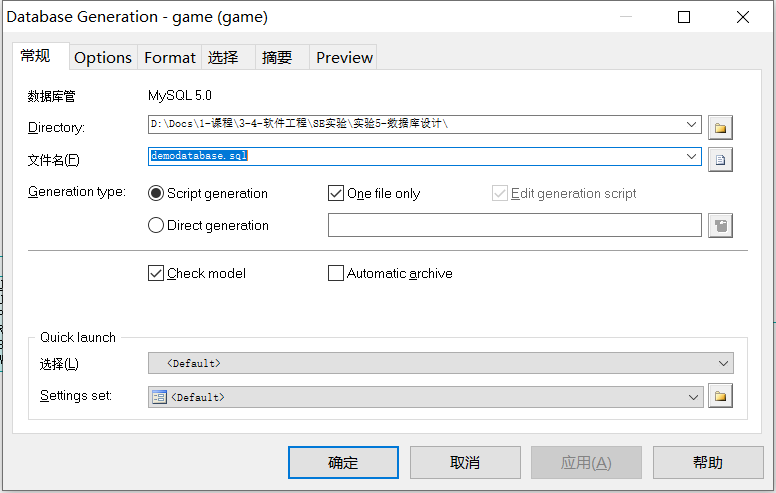 Database Generation - game (game)
常规 Options Format 选择 摘要 Preview
数据库管 MySQL 5.0
Directory: D:\Docs\1-课程\3-4-软件工程\SE实验\实验5-数据库设计\
文件名(F) demodatabase.sql
Generation type: Script generation One file only Edit generation script
Direct generation
Check model Automatic archive
Quick launch
选择(L) <Default>
Settings set: <Default>
确定 取消 应用(A) 帮助